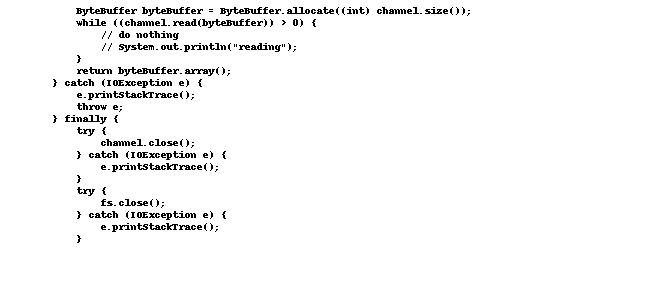 ByteBuffer byteBuffer = ByteBuffer.allocate((int) channel.size());
while ((channel.read(byteBuffer)) > 0) {
// do nothing
// System.out.println("reading");
}
return byteBuffer.array();
} catch (IOException e) {
e.printStackTrace();
throw e;
} finally {
try {
channel.close();
} catch (IOException e) {
e.printStackTrace();
}
try {
fs.close();
} catch (IOException e) {
e.printStackTrace();
}